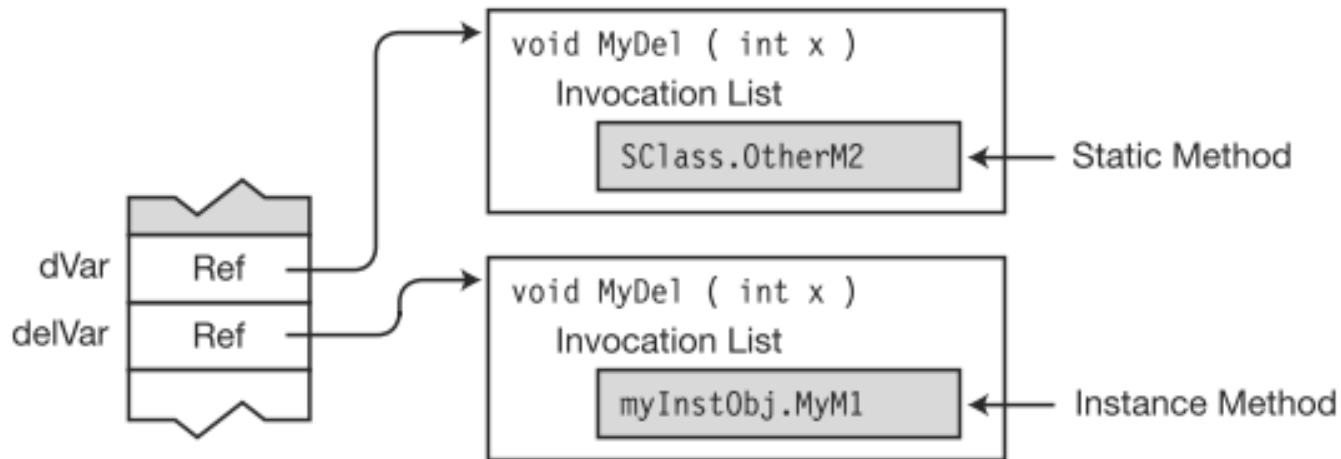 void MyDel ( int x )
Invocation List
SClass.OtherM2
Static Method
dVar Ref
delVar Ref
void MyDel ( int x )
Invocation List
myInstObj.MyM1
Instance Method